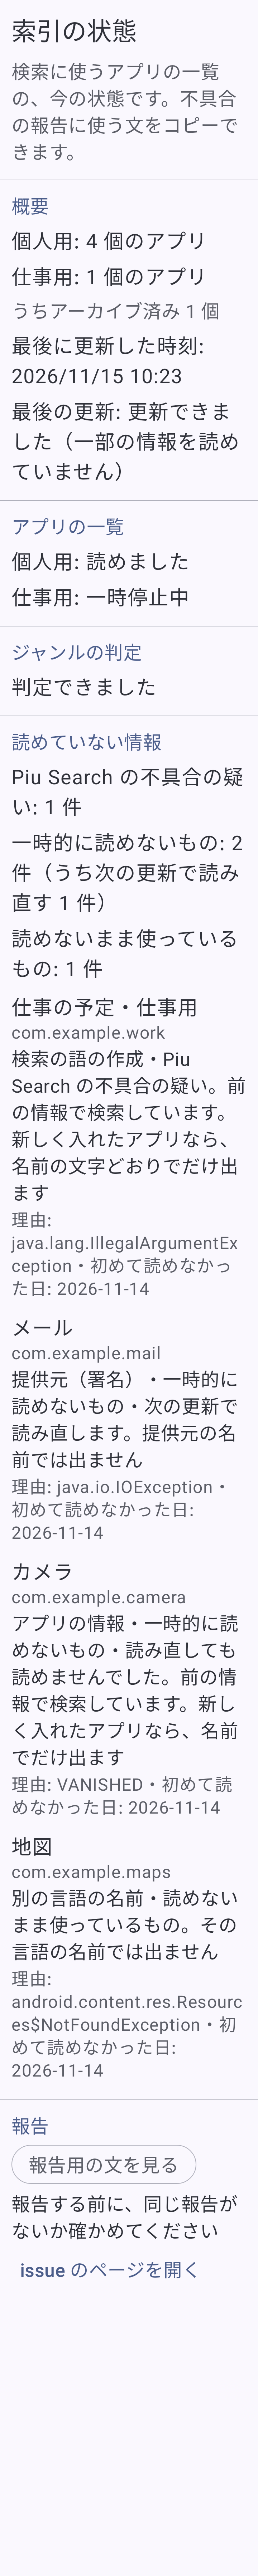 索引の状態
検索に使うアプリの一覧
の、今の状態です。不具合
の報告に使う文をコピーで
きます。
概要
個人用: 4 個のアプリ
仕事用: 1 個のアプリ
うちアーカイブ済み 1 個
最後に更新した時刻:
2026/11/15 10:23
最後の更新: 更新できま
した（一部の情報を読め
ていません）
アプリの一覧
個人用: 読めました
仕事用: 一時停止中
ジャンルの判定
判定できました
読めていない情報
Piu Search の不具合の疑
い: 1 件
一時的に読めないもの: 2
件（うち次の更新で読み
直す 1 件）
読めないまま使っている
もの: 1 件
仕事の予定・仕事用
com.example.work
検索の語の作成・Piu
Search の不具合の疑い。前
の情報で検索しています。
新しく入れたアプリなら、
名前の文字どおりでだけ出
ます
理由:
java.lang.IllegalArgumentEx
ception・初めて読めなかっ
た日: 2026-11-14
メール
com.example.mail
提供元（署名）・一時的に
読めないもの・次の更新で
読み直します。提供元の名
前では出ません
理由: java.io.IOException・
初めて読めなかった日:
2026-11-14
カメラ
com.example.camera
アプリの情報・一時的に読
めないもの・読み直しても
読めませんでした。前の情
報で検索しています。新し
く入れたアプリなら、名前
でだけ出ます
理由: VANISHED・初めて読
めなかった日: 2026-11-14
地図
com.example.maps
別の言語の名前・読めない
まま使っているもの。その
言語の名前では出ません
理由:
android.content.res.Resourc
es$NotFoundException・初
めて読めなかった日:
2026-11-14
報告
報告用の文を見る
報告する前に、同じ報告が
ないか確かめてください
issue のページを開く